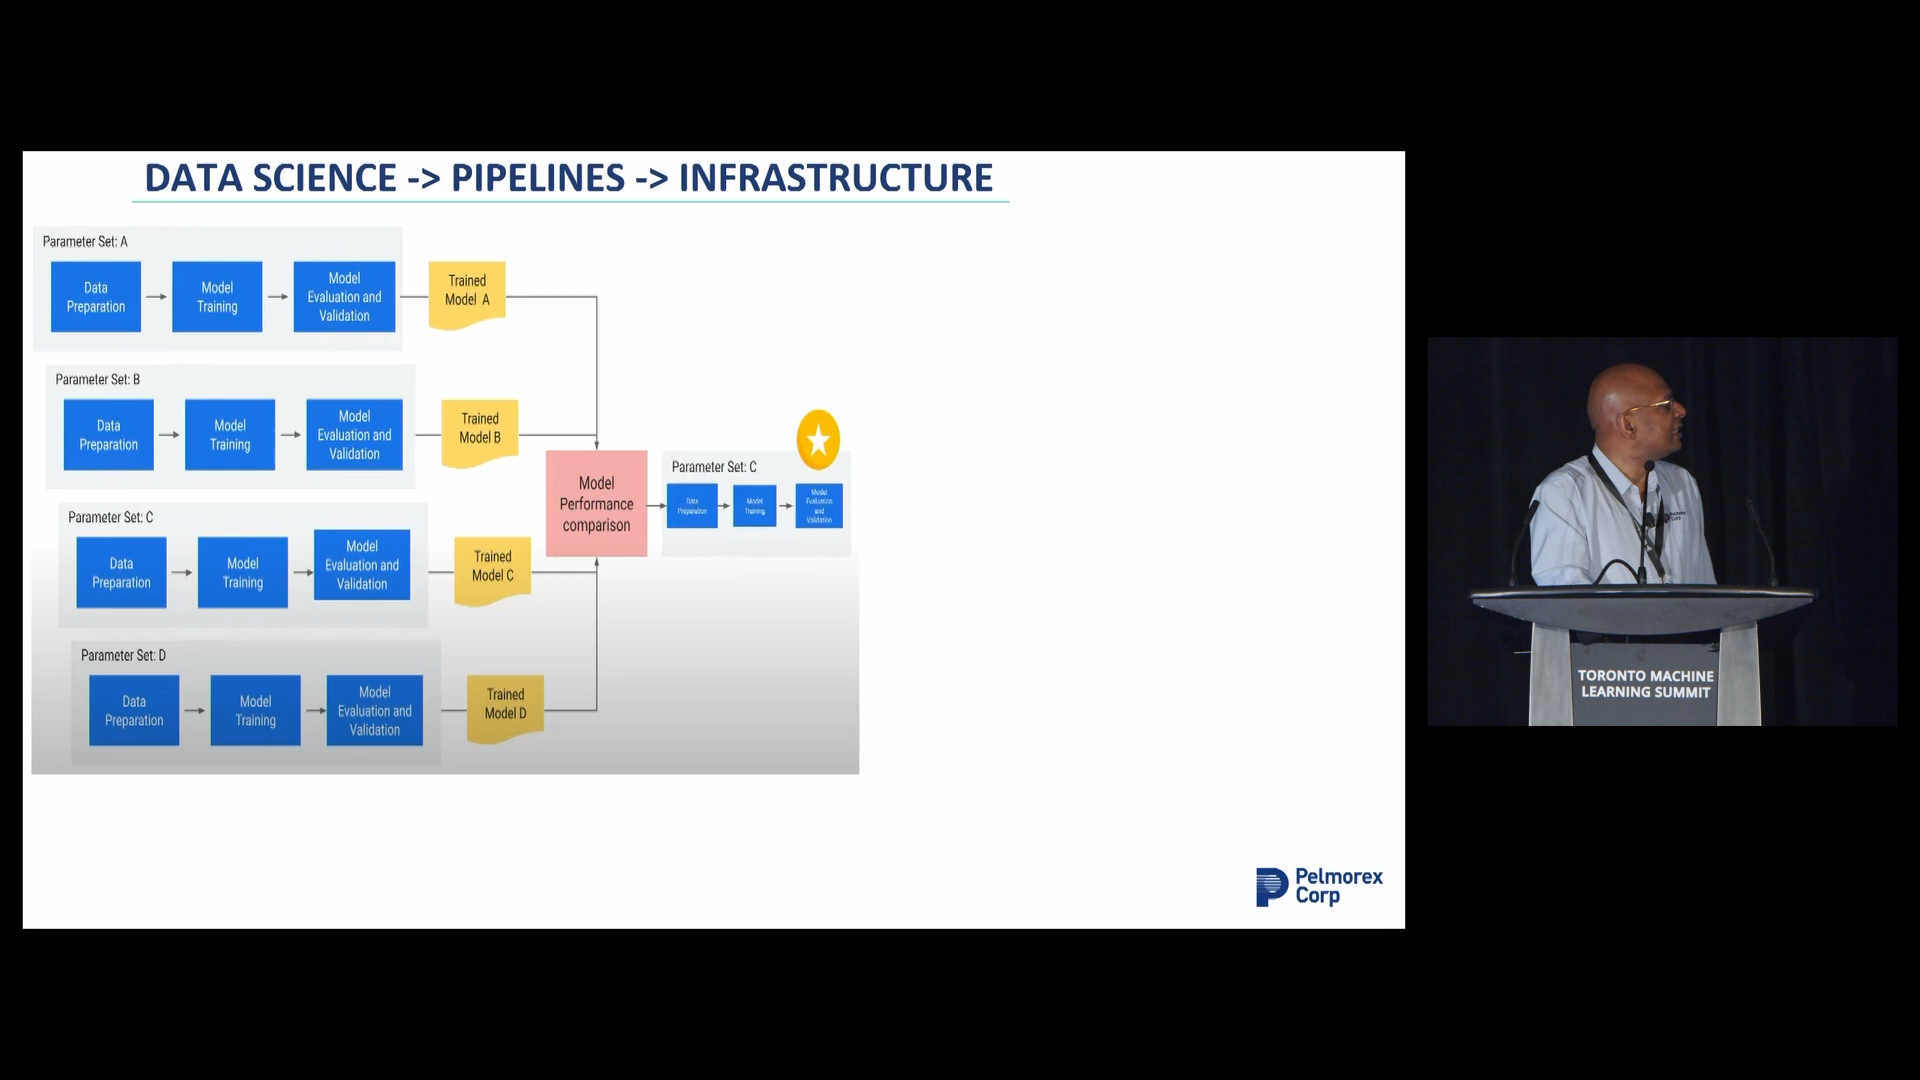 DATA SCIENCE -> PIPELINES -> INFRASTRUCTURE
Parameter Set: A
Data
Preparation
Model
Training
Model
Evaluation and
Validation
Trained
Model A
Parameter Set: B
Data
Preparation
Model
Training
Model
Evaluation and
Validation
Trained
Model B
Parameter Set: C
Data
Preparation
Model
Training
Model
Evaluation and
Validation
Trained
Model C
Parameter Set: D
Data
Preparation
Model
Training
Model
Evaluation and
Validation
Trained
Model D
Model
Performance
comparison
Parameter Set: C
Data
Preparation
Model
Training
Model
Evaluation
and
Validation
Pelmorex
Corp
Pelmorex
Corp
TORONTO MACHINE
LEARNING SUMMIT